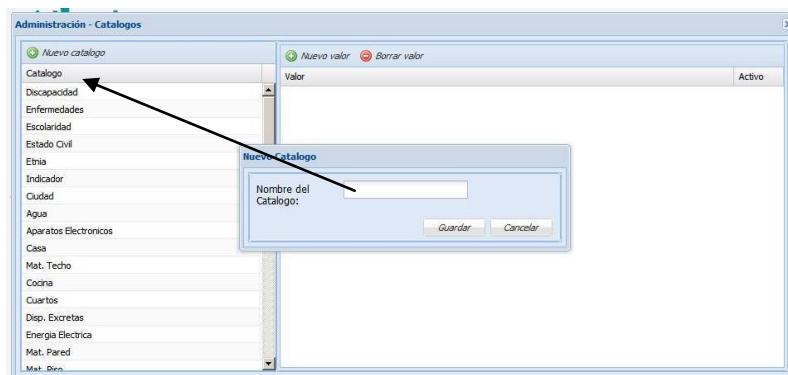 Administración - Catalogos
Nuevo catalogo
Nuevo valor Borrar valor
Catalogo
Valor Activo
Discapacidad
Enfermedades
Escolaridad
Estado Civil
Etnia
Indicador
Ciudad
Agua
Aparatos Electronicos
Casa
Mat. Techo
Cocina
Cuartos
Disp. Excretas
Energia Electrica
Mat. Pared
Mat. Piso
Nuevo Catalogo
Nombre del
Catalogo:
Guardar Cancelar